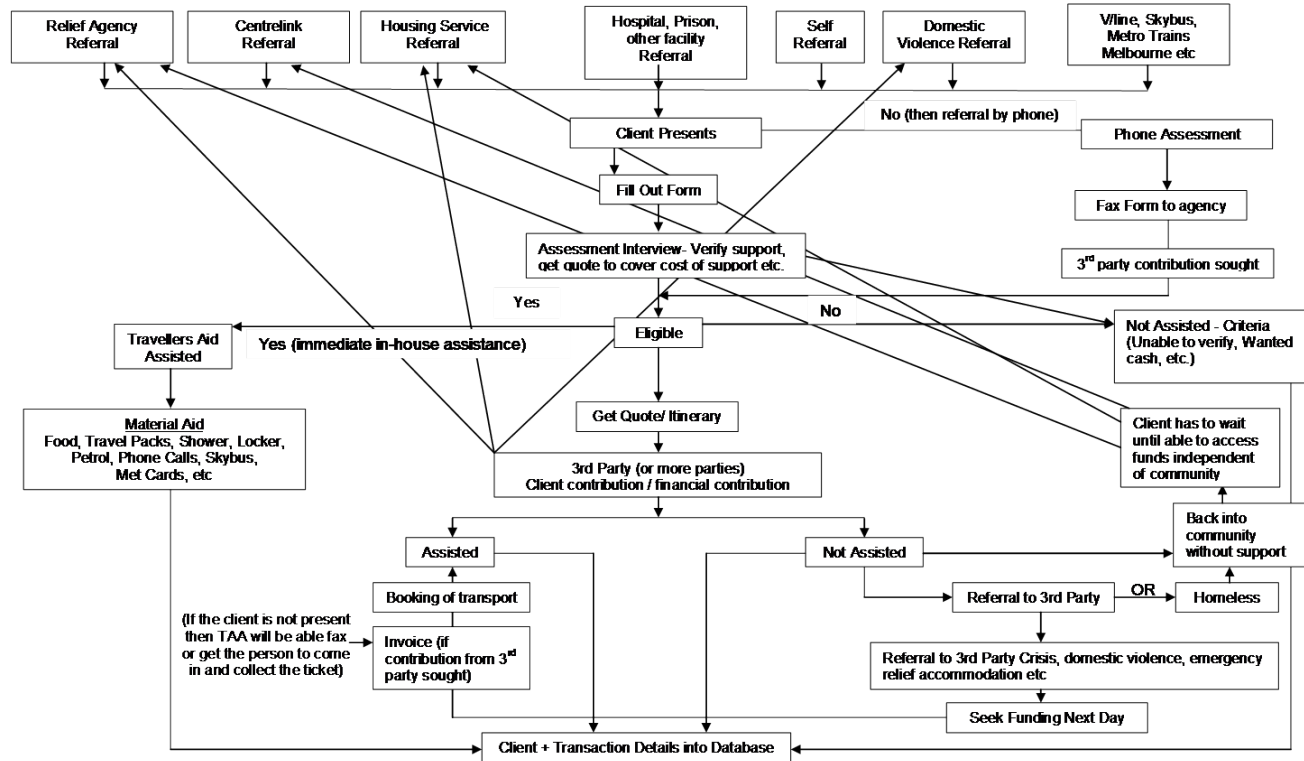 Relief Agency
Referral
Centrelink
Referral
Housing Service
Referral
Hospital, Prison,
other facility
Referral
Self
Referral
Domestic
Violence Referral
V/line, Skybus,
Metro Trains
Melbourne etc
No (then referral by phone)
Client Presents
Phone Assessment
Fill Out Form
Fax Form to agency
Assessment Interview- Verify support,
get quote to cover cost of support etc.
3rd party contribution sought
Yes
No
Travellers Aid
Assisted
Yes (immediate in-house assistance)
Eligible
Not Assisted - Criteria
(Unable to verify, Wanted
cash, etc.)
Material Aid
Food, Travel Packs, Shower, Locker,
Petrol, Phone Calls, Skybus,
Met Cards, etc
Get Quote/ Itinerary
Client has to wait
until able to access
funds independent
of community
3rd Party (or more parties)
Client contribution / financial contribution
Back into
community
without support
Assisted
Not Assisted
Booking of transport
Referral to 3rd Party
OR
Homeless
(If the client is not present
then TAA will be able fax
or get the person to come
in and collect the ticket)
Invoice (if
contribution from 3rd
party sought)
Referral to 3rd Party Crisis, domestic violence, emergency
relief accommodation etc
Seek Funding Next Day
Client + Transaction Details into Database